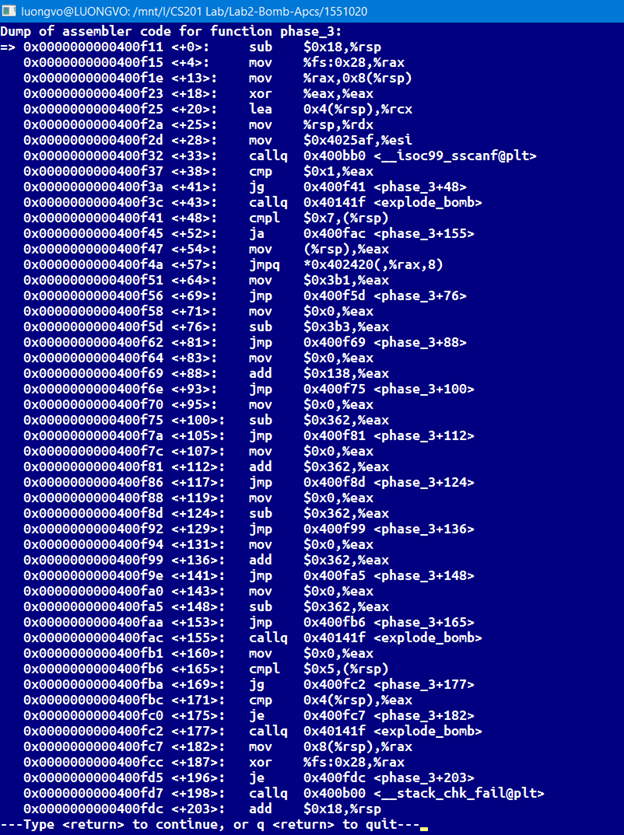 luongvo@LUONGVO: /mnt/l/CS201 Lab/Lab2-Bomb-Apcs/1551020
Dump of assembler code for function phase_3:
=> 0x0000000000400f11 <+0>: sub $0x18,%rsp
0x0000000000400f15 <+4>: mov %fs:0x28,%rax
0x0000000000400f1e <+13>: mov %rax,0x8(%rsp)
0x0000000000400f23 <+18>: xor %eax,%eax
0x0000000000400f25 <+20>: lea 0x4(%rsp),%rcx
0x0000000000400f2a <+25>: mov %rsp,%rdx
0x0000000000400f2d <+28>: mov $0x4025af,%esi
0x0000000000400f32 <+33>: callq 0x400bb0 <__isoc99_sscanf@plt>
0x0000000000400f37 <+38>: cmp $0x1,%eax
0x0000000000400f3a <+41>: jg 0x400f41 <phase_3+48>
0x0000000000400f3c <+43>: callq 0x40141f <explode_bomb>
0x0000000000400f41 <+48>: cmpl $0x7,(%rsp)
0x0000000000400f45 <+52>: ja 0x400fac <phase_3+155>
0x0000000000400f47 <+54>: mov (%rsp),%eax
0x0000000000400f4a <+57>: jmpq *0x402420(,%rax,8)
0x0000000000400f51 <+64>: mov $0x3b1,%eax
0x0000000000400f56 <+69>: jmp 0x400f5d <phase_3+76>
0x0000000000400f58 <+71>: mov $0x0,%eax
0x0000000000400f5d <+76>: sub $0x3b3,%eax
0x0000000000400f62 <+81>: jmp 0x400f69 <phase_3+88>
0x0000000000400f64 <+83>: mov $0x0,%eax
0x0000000000400f69 <+88>: add $0x138,%eax
0x0000000000400f6e <+93>: jmp 0x400f75 <phase_3+100>
0x0000000000400f70 <+95>: mov $0x0,%eax
0x0000000000400f75 <+100>: sub $0x362,%eax
0x0000000000400f7a <+105>: jmp 0x400f81 <phase_3+112>
0x0000000000400f7c <+107>: mov $0x0,%eax
0x0000000000400f81 <+112>: add $0x362,%eax
0x0000000000400f86 <+117>: jmp 0x400f8d <phase_3+124>
0x0000000000400f88 <+119>: mov $0x0,%eax
0x0000000000400f8d <+124>: sub $0x362,%eax
0x0000000000400f92 <+129>: jmp 0x400f99 <phase_3+136>
0x0000000000400f94 <+131>: mov $0x0,%eax
0x0000000000400f99 <+136>: add $0x362,%eax
0x0000000000400f9e <+141>: jmp 0x400fa5 <phase_3+148>
0x0000000000400fa0 <+143>: mov $0x0,%eax
0x0000000000400fa5 <+148>: sub $0x362,%eax
0x0000000000400faa <+153>: jmp 0x400fb6 <phase_3+165>
0x0000000000400fac <+155>: callq 0x40141f <explode_bomb>
0x0000000000400fb1 <+160>: mov $0x0,%eax
0x0000000000400fb6 <+165>: cmpl $0x5,(%rsp)
0x0000000000400fba <+169>: jg 0x400fc2 <phase_3+177>
0x0000000000400fbc <+171>: cmp 0x4(%rsp),%eax
0x0000000000400fc0 <+175>: je 0x400fc7 <phase_3+182>
0x0000000000400fc2 <+177>: callq 0x40141f <explode_bomb>
0x0000000000400fc7 <+182>: mov 0x8(%rsp),%rax
0x0000000000400fcc <+187>: xor %fs:0x28,%rax
0x0000000000400fd5 <+196>: je 0x400fdc <phase_3+203>
0x0000000000400fd7 <+198>: callq 0x400b00 <__stack_chk_fail@plt>
0x0000000000400fdc <+203>: add $0x18,%rsp
---Type <return> to continue, or q <return> to quit---